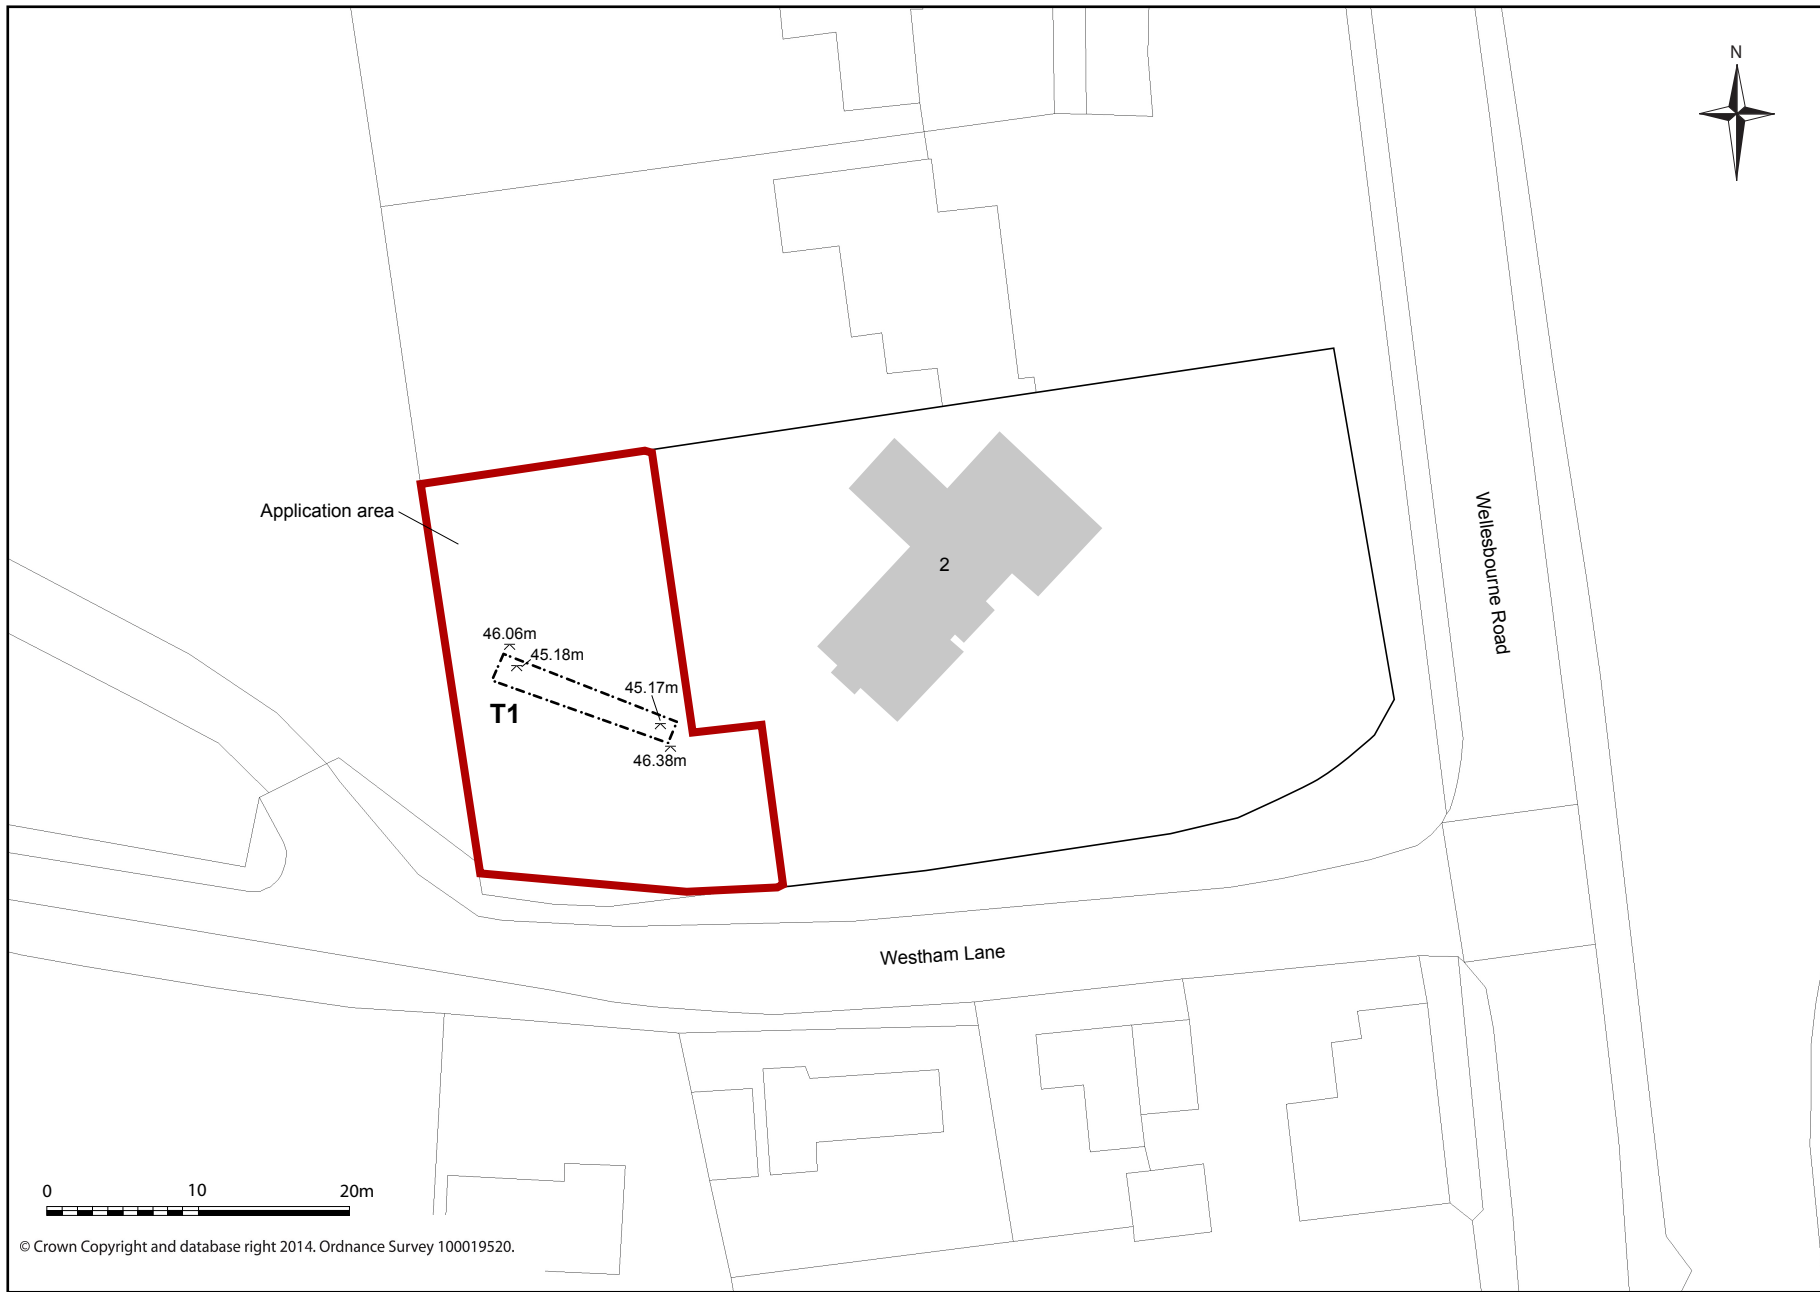 N
Application area
Wellesbourne Road
2
46.06m
45.18m
45.17m
T1
46.38m
Westham Lane
0 10 20m
© Crown Copyright and database right 2014. Ordnance Survey 100019520.